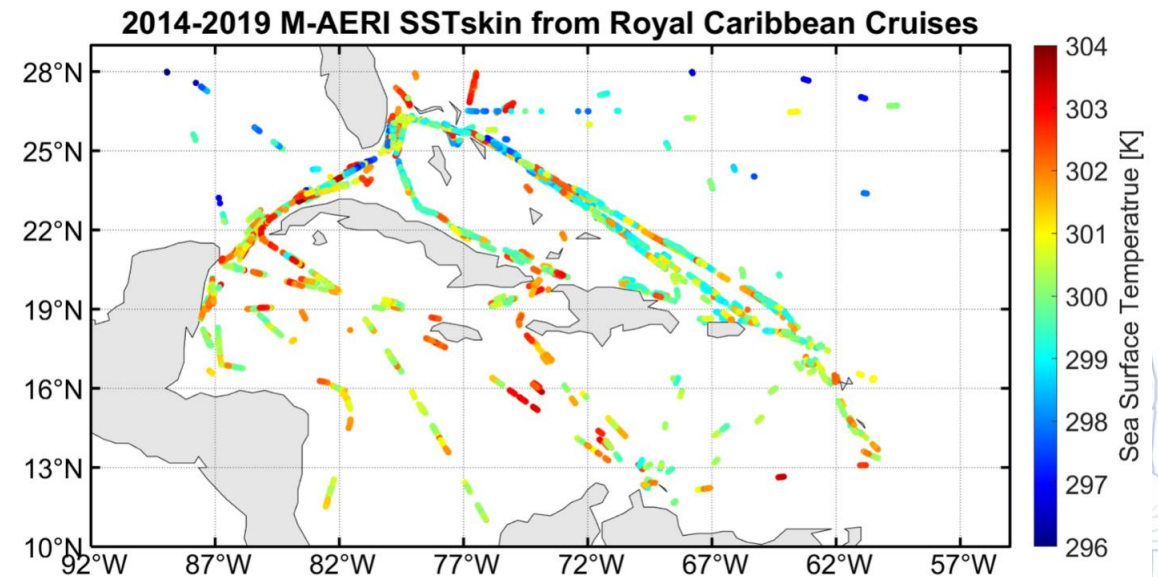 2014-2019 M-AERI SSTskin from Royal Caribbean Cruises
28°N
25°N
22°N
19°N
16°N
13°N
10°N
92°W 87°W 82°W 77°W 72°W 67°W 62°W 57°W
304
303
302
301
300
299
298
297
296
Sea Surface Temperatrue [K]